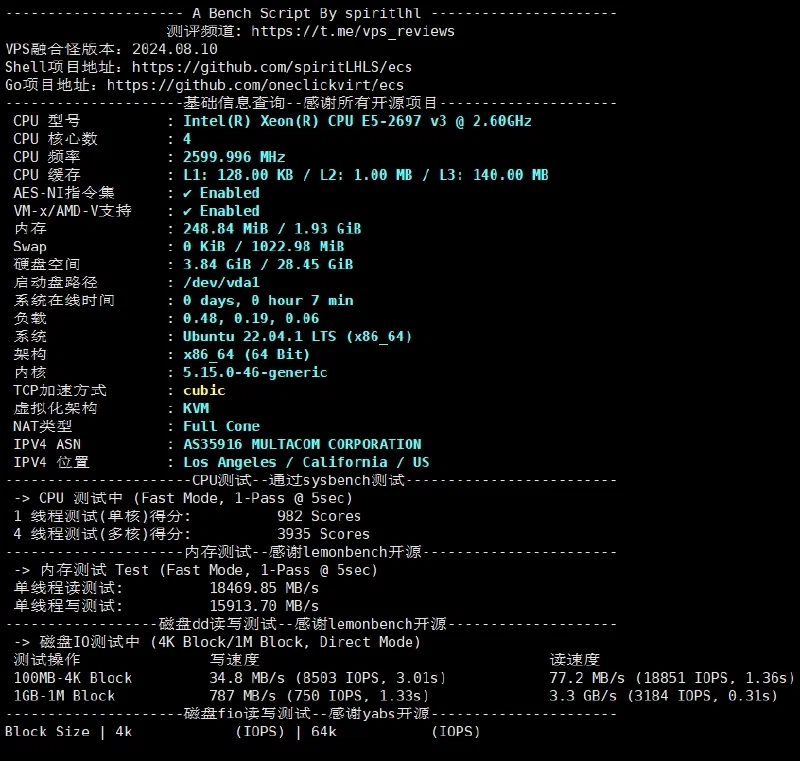 --------------------- A Bench Script By spiritlhl ---------------------
测评频道: https://t.me/vps_reviews
VPS融合怪版本：2024.08.10
Shell项目地址：https://github.com/spiritLHLS/ecs
Go项目地址：https://github.com/oneclickvirt/ecs
---------------------基础信息查询--感谢所有开源项目---------------------
CPU 型号 : Intel(R) Xeon(R) CPU E5-2697 v3 @ 2.60GHz
CPU 核心数 : 4
CPU 频率 : 2599.996 MHz
CPU 缓存 : L1: 128.00 KB / L2: 1.00 MB / L3: 140.00 MB
AES-NI指令集 : ✔ Enabled
VM-x/AMD-V支持 : ✔ Enabled
内存 : 248.84 MiB / 1.93 GiB
Swap : 0 KiB / 1022.98 MiB
硬盘空间 : 3.84 GiB / 28.45 GiB
启动盘路径 : /dev/vda1
系统在线时间 : 0 days, 0 hour 7 min
负载 : 0.48, 0.19, 0.06
系统 : Ubuntu 22.04.1 LTS (x86_64)
架构 : x86_64 (64 Bit)
内核 : 5.15.0-46-generic
TCP加速方式 : cubic
虚拟化架构 : KVM
NAT类型 : Full Cone
IPV4 ASN : AS35916 MULTACOM CORPORATION
IPV4 位置 : Los Angeles / California / US
----------------------CPU测试--通过sysbench测试-------------------------
-> CPU 测试中 (Fast Mode, 1-Pass @ 5sec)
1 线程测试(单核)得分: 982 Scores
4 线程测试(多核)得分: 3935 Scores
---------------------内存测试--感谢lemonbench开源-----------------------
-> 内存测试 Test (Fast Mode, 1-Pass @ 5sec)
单线程读测试: 18469.85 MB/s
单线程写测试: 15913.70 MB/s
------------------磁盘dd读写测试--感谢lemonbench开源--------------------
-> 磁盘IO测试中 (4K Block/1M Block, Direct Mode)
测试操作 写速度 读速度
100MB-4K Block 34.8 MB/s (8503 IOPS, 3.01s) 77.2 MB/s (18851 IOPS, 1.36s)
1GB-1M Block 787 MB/s (750 IOPS, 1.33s) 3.3 GB/s (3184 IOPS, 0.31s)
---------------------磁盘fio读写测试--感谢yabs开源----------------------
Block Size | 4k (IOPS) | 64k (IOPS)